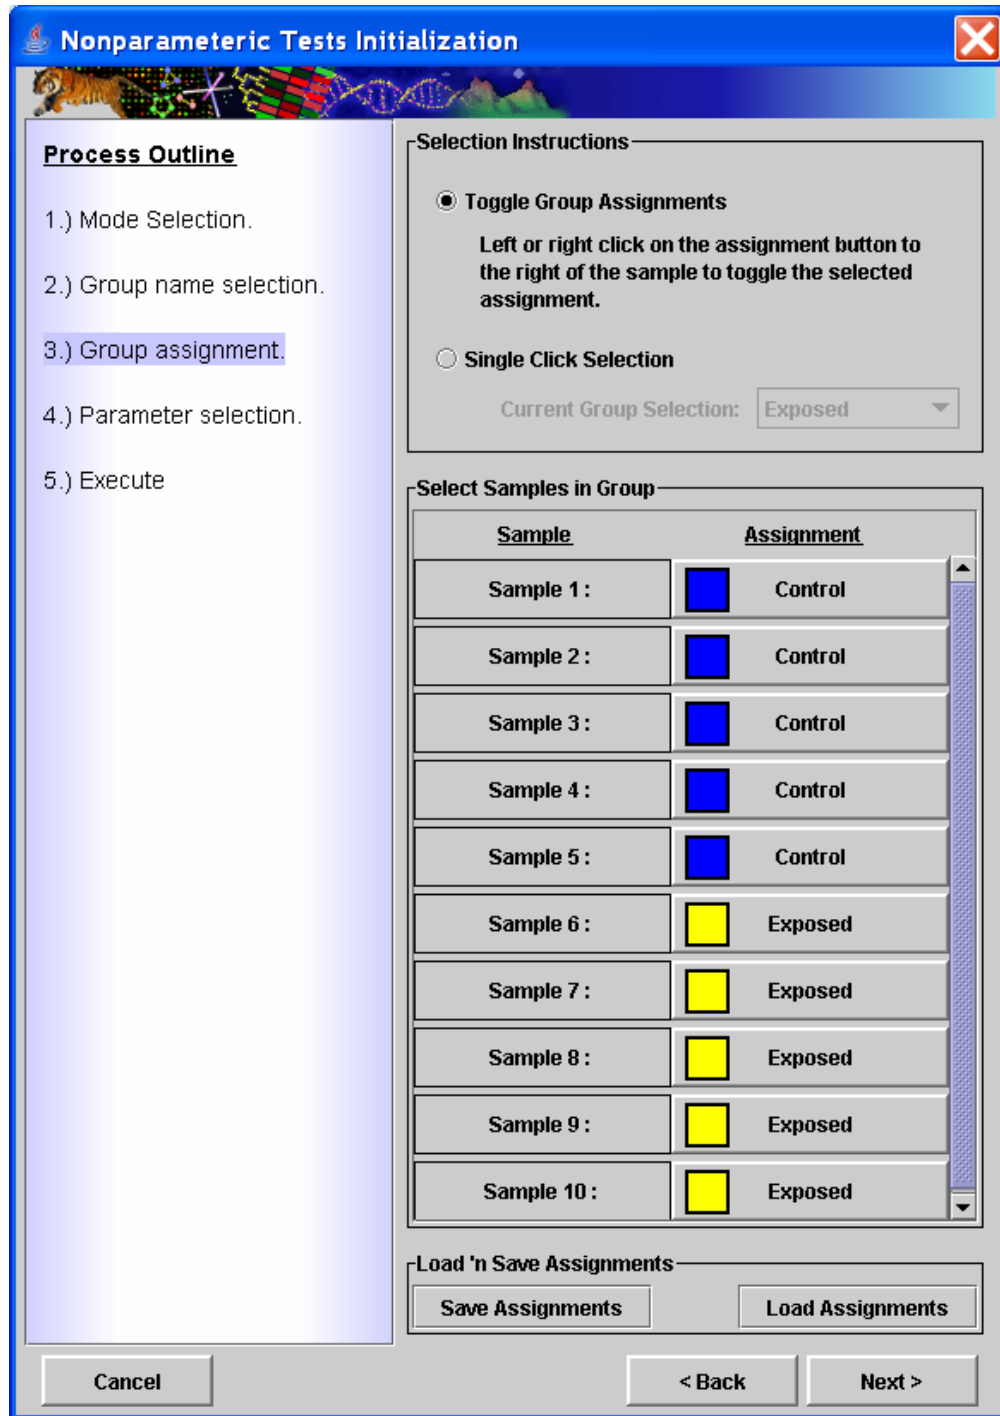 Nonparameteric Tests Initialization
Process Outline
1.) Mode Selection.
2.) Group name selection.
3.) Group assignment.
4.) Parameter selection.
5.) Execute
Selection Instructions
Toggle Group Assignments
Left or right click on the assignment button to
the right of the sample to toggle the selected
assignment.
Single Click Selection
Current Group Selection: Exposed
Select Samples in Group
Sample Assignment
Sample 1 : Control
Sample 2 : Control
Sample 3 : Control
Sample 4 : Control
Sample 5 : Control
Sample 6 : Exposed
Sample 7 : Exposed
Sample 8 : Exposed
Sample 9 : Exposed
Sample 10 : Exposed
Load 'n Save Assignments
Save Assignments Load Assignments
Cancel < Back Next >